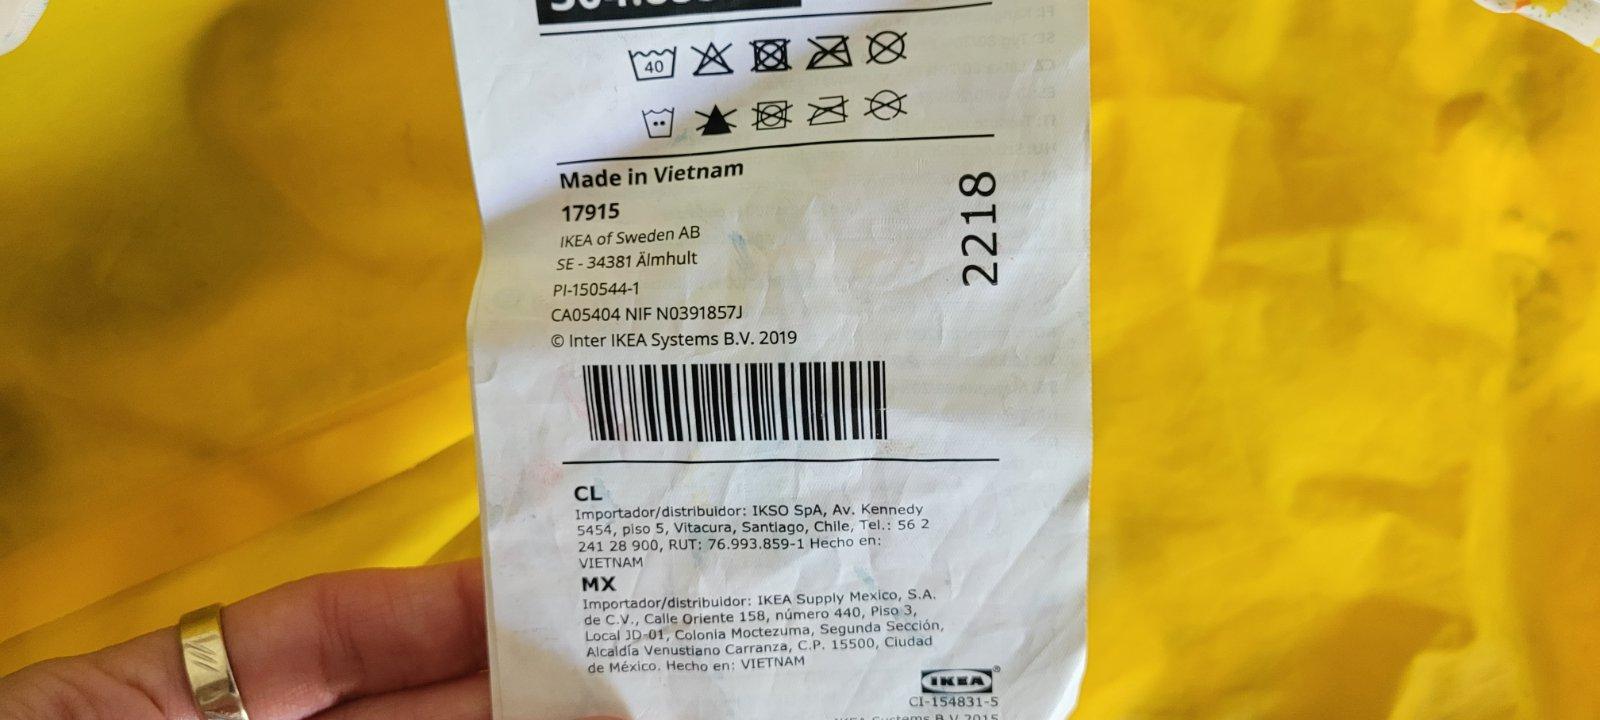 40
Made in Vietnam
17915
IKEA of Sweden AB
SE - 34381 Älmhult
PI-150544-1
CA05404 NIF N0391857J
© Inter IKEA Systems B.V. 2019
2218
CL
Importador/distribuidor: IKSO SpA, Av. Kennedy
5454, piso 5, Vitacura, Santiago, Chile, Tel.: 56 2
241 28 900, RUT: 76.993.859-1 Hecho en:
VIETNAM
MX
Importador/distribuidor: IKEA Supply Mexico, S.A.
de C.V., Calle Oriente 158, número 440, Piso 3,
Local JD-01, Colonia Moctezuma, Segunda Sección,
Alcaldía Venustiano Carranza, C.P. 15500, Ciudad
de México. Hecho en: VIETNAM
IKEA®
CI-154831-5
Systems B.V. 2015